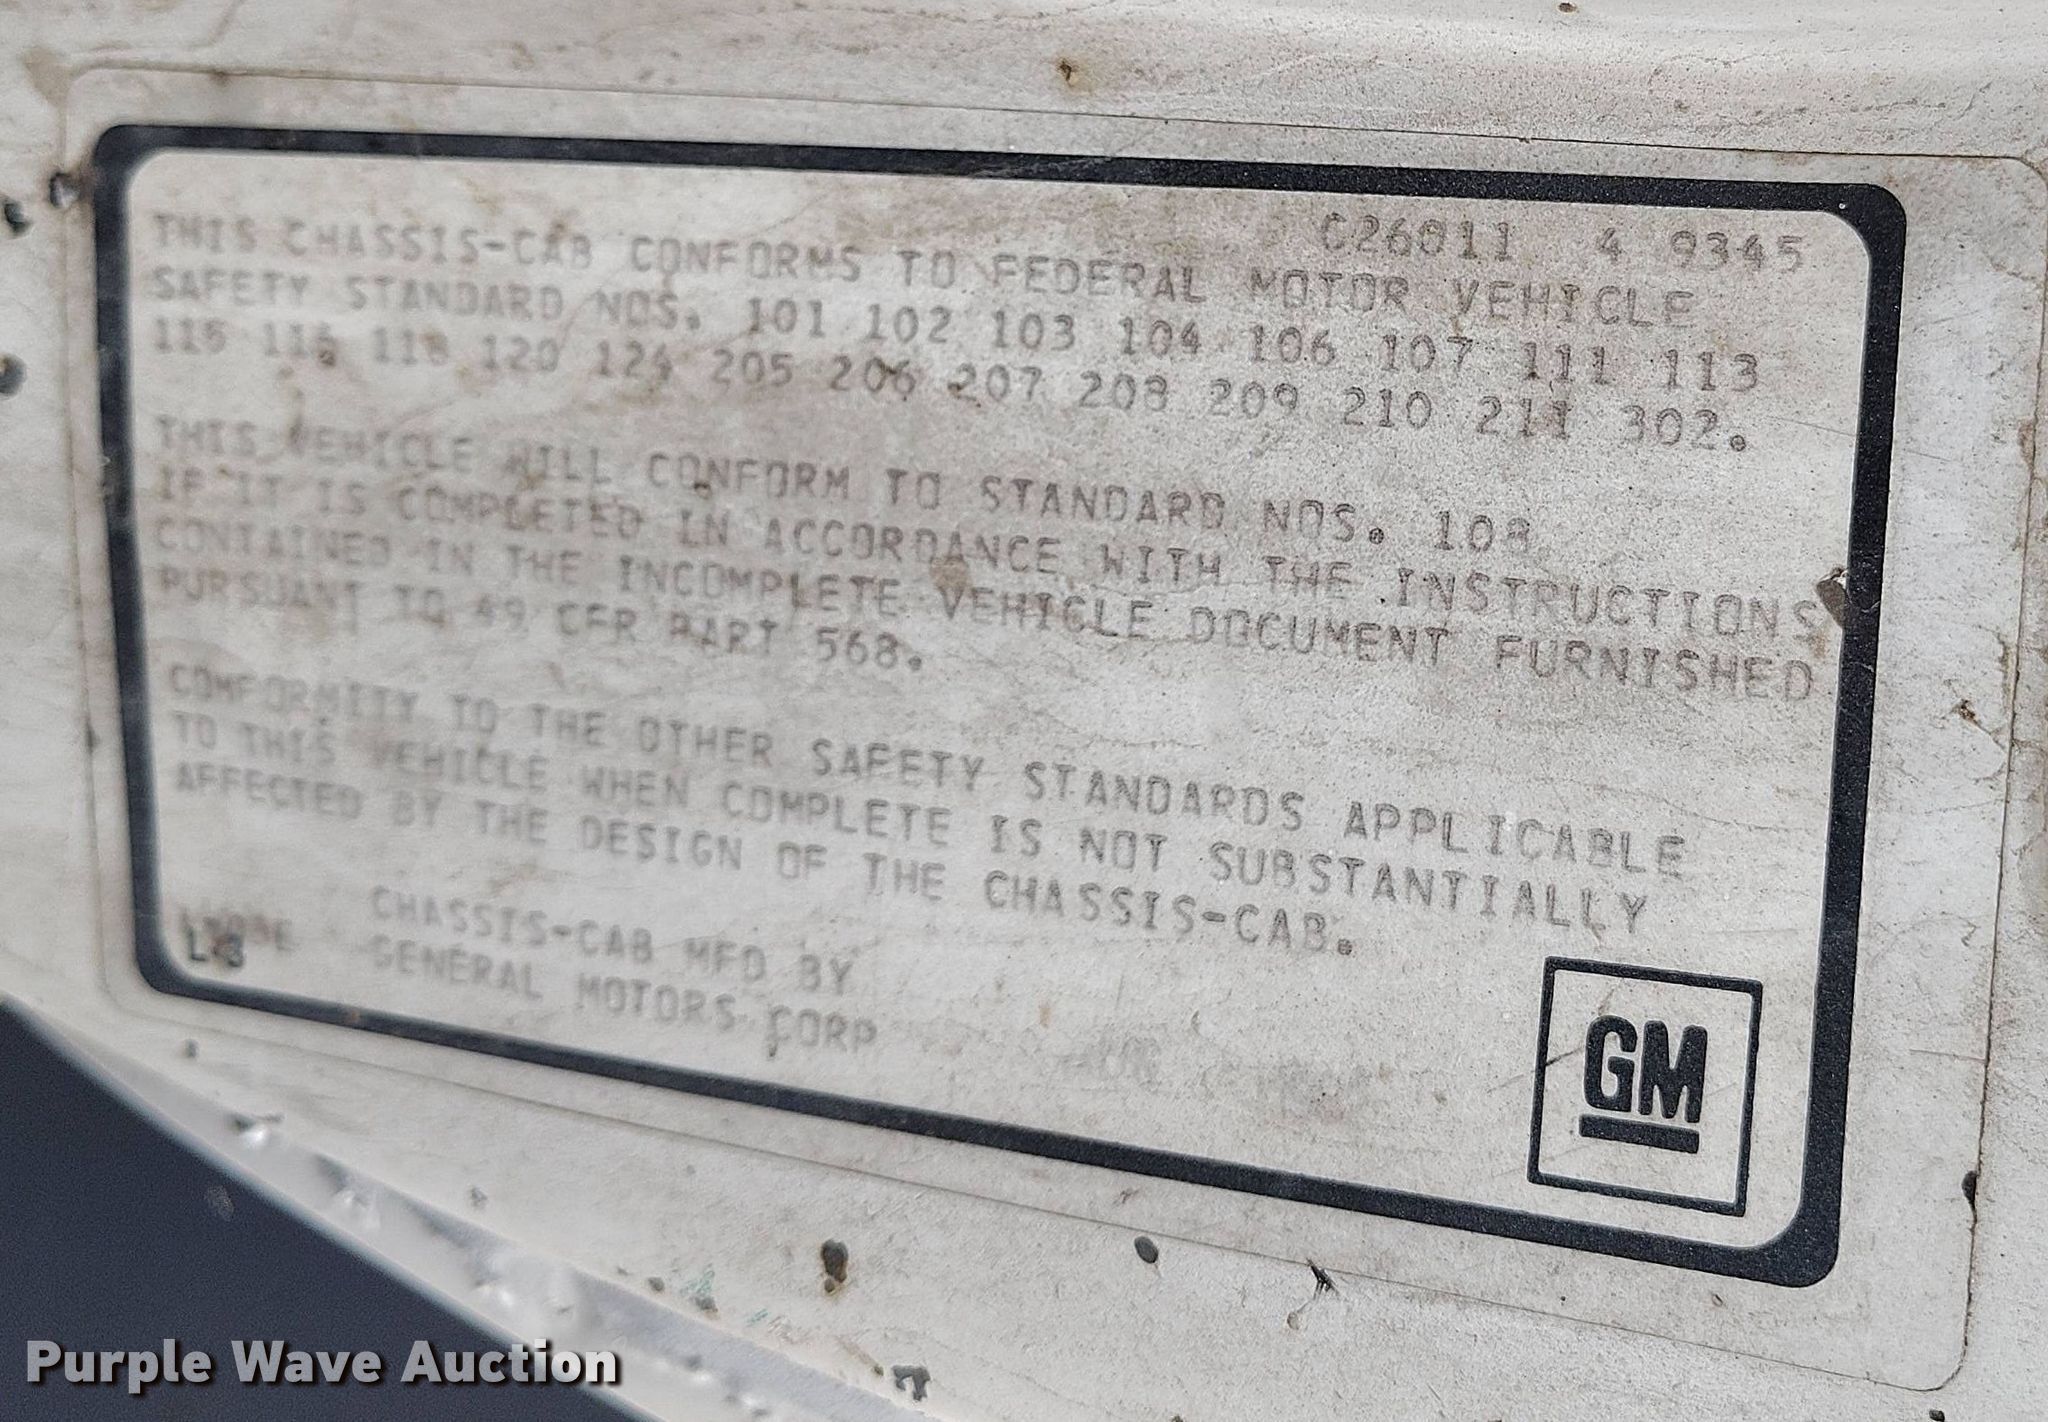 C26011 4 9345
THIS CHASSIS-CAB CONFORMS TO FEDERAL MOTOR VEHICLE
SAFETY STANDARD NOS. 101 102 103 104 106 107 111 113
115 116 118 120 124 205 206 207 208 209 210 211 302.
THIS VEHICLE WILL CONFORM TO STANDARD NOS. 108
IF IT IS COMPLETED IN ACCORDANCE WITH THE INSTRUCTIONS
CONTAINED IN THE INCOMPLETE VEHICLE DOCUMENT FURNISHED
PURSUANT TO 49 CFR PART 568.
CONFORMITY TO THE OTHER SAFETY STANDARDS APPLICABLE
TO THIS VEHICLE WHEN COMPLETE IS NOT SUBSTANTIALLY
AFFECTED BY THE DESIGN OF THE CHASSIS-CAB.
CHASSIS-CAB MFD BY
GENERAL MOTORS CORP
GM
Purple Wave Auction